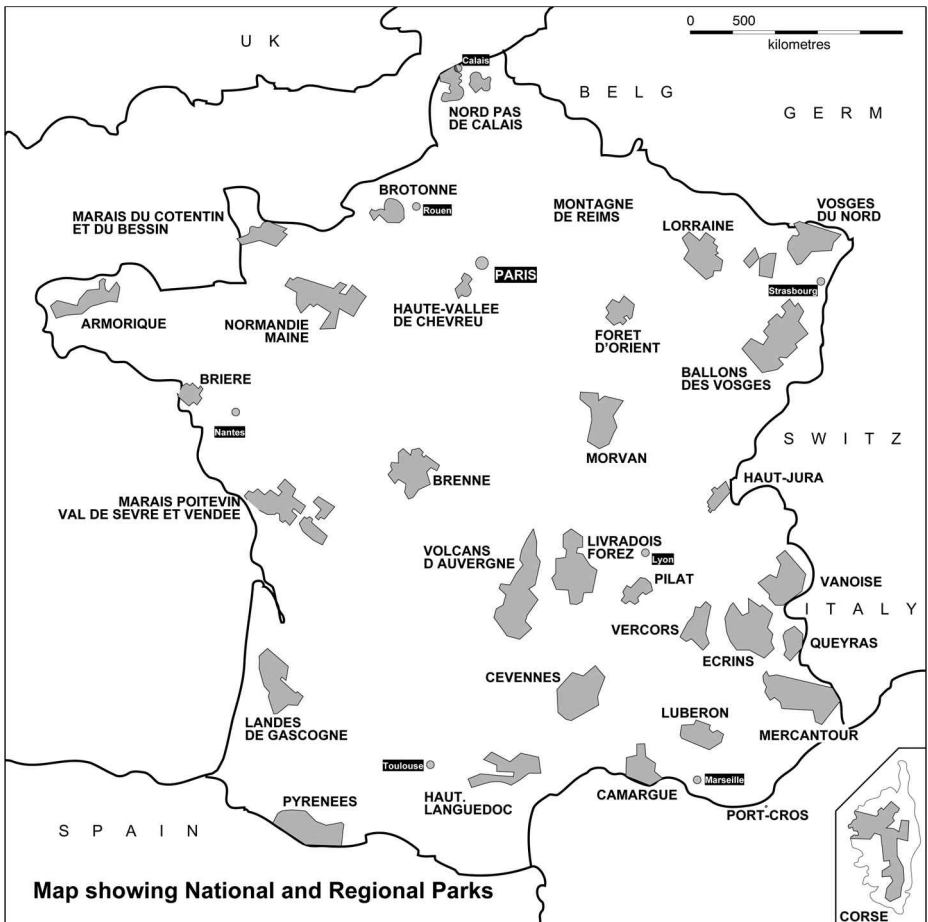 0 500
kilometres
U K
Calais
B E L G
G E R M
NORD PAS
DE CALAIS
BROTONNE
Rouen
MARAIS DU COTENTIN
ET DU BESSIN
MONTAGNE
DE REIMS
LORRAINE
VOSGES
DU NORD
PARIS
Strasbourg
ARMORIQUE
NORMANDIE
MAINE
HAUTE-VALLEE
DE CHEVREU
FORET
D'ORIENT
BALLONS
DES VOSGES
BRIERE
Nantes
MORVAN
S W I T Z
BRENNE
HAUT-JURA
MARAIS POITEVIN
VAL DE SEVRE ET VENDEE
VOLCANS
D AUVERGNE
LIVRADOIS
FOREZ
Lyon
PILAT
VANOISE
I T A L Y
VERCORS
ECRINS
QUEYRAS
CEVENNES
LANDES
DE GASCOGNE
LUBERON
MERCANTOUR
Toulouse
HAUT.
LANGUEDOC
CAMARGUE
Marseille
PORT-CROS
PYRENEES
S P A I N
Map showing National and Regional Parks
CORSE